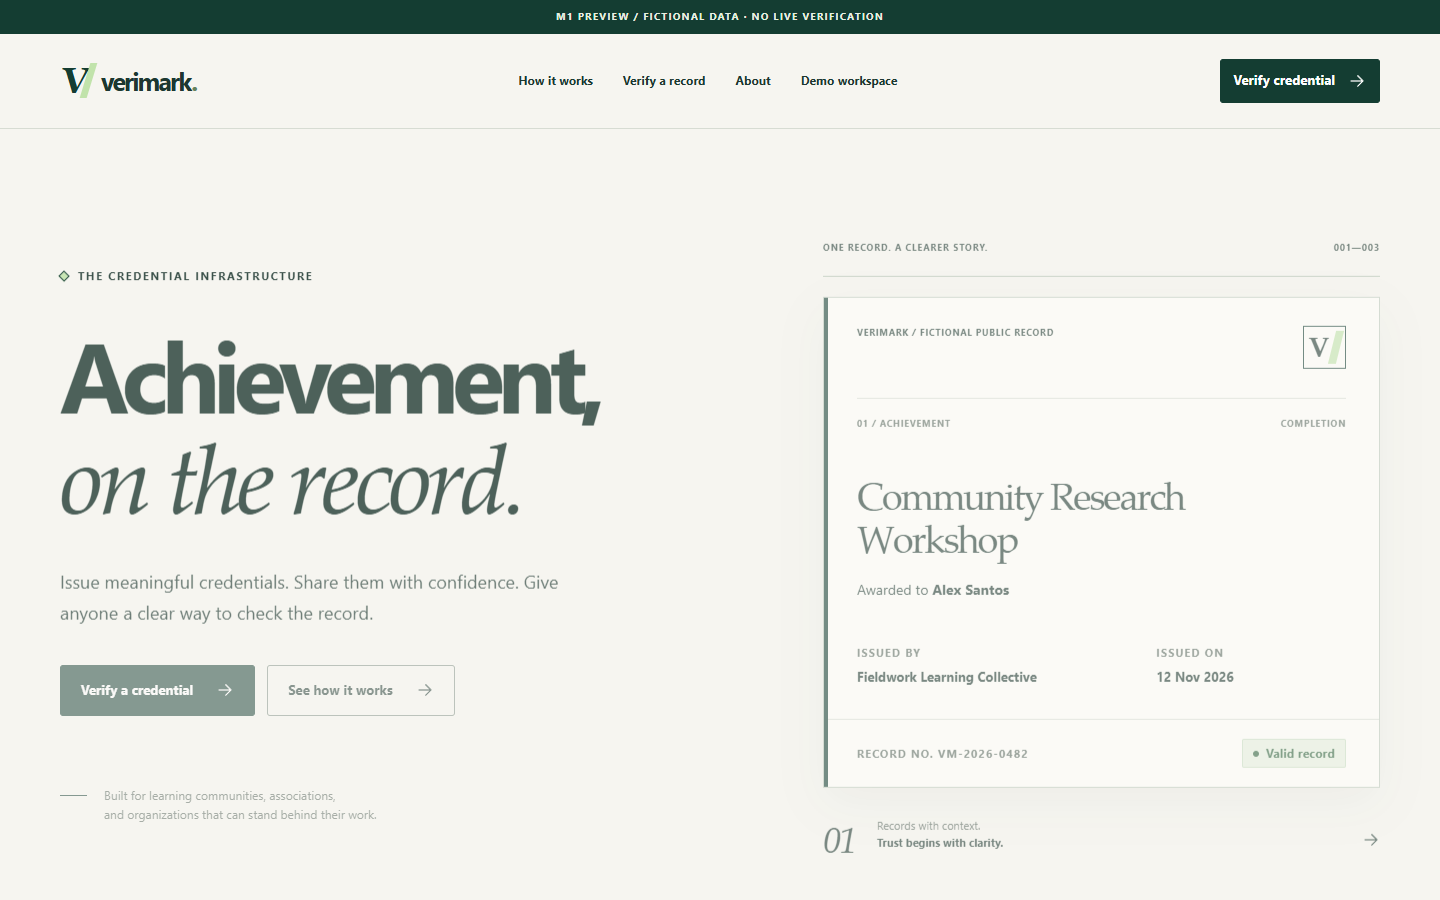 M1 PREVIEW / FICTIONAL DATA • NO LIVE VERIFICATION
V verimark.
How it works
Verify a record
About
Demo workspace
Verify credential
THE CREDENTIAL INFRASTRUCTURE
Achievement,
on the record.
Issue meaningful credentials. Share them with confidence. Give
anyone a clear way to check the record.
Verify a credential
See how it works
Built for learning communities, associations,
and organizations that can stand behind their work.
ONE RECORD. A CLEARER STORY.
001—003
VERIMARK / FICTIONAL PUBLIC RECORD
V
01 / ACHIEVEMENT
COMPLETION
Community Research
Workshop
Awarded to Alex Santos
ISSUED BY
Fieldwork Learning Collective
ISSUED ON
12 Nov 2026
RECORD NO. VM-2026-0482
Valid record
01
Records with context.
Trust begins with clarity.